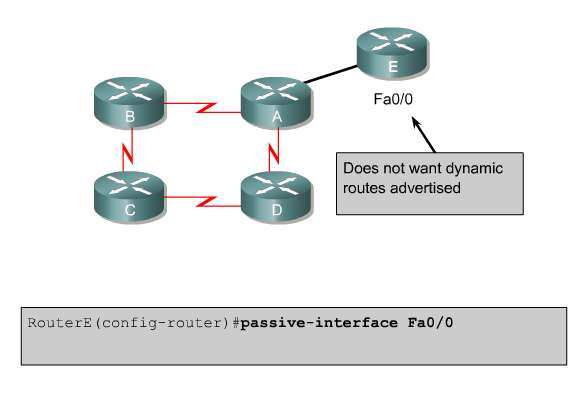 E
Fa0/0
B
A
Does not want dynamic
routes advertised
C
D
RouterE(config-router)#passive-interface Fa0/0